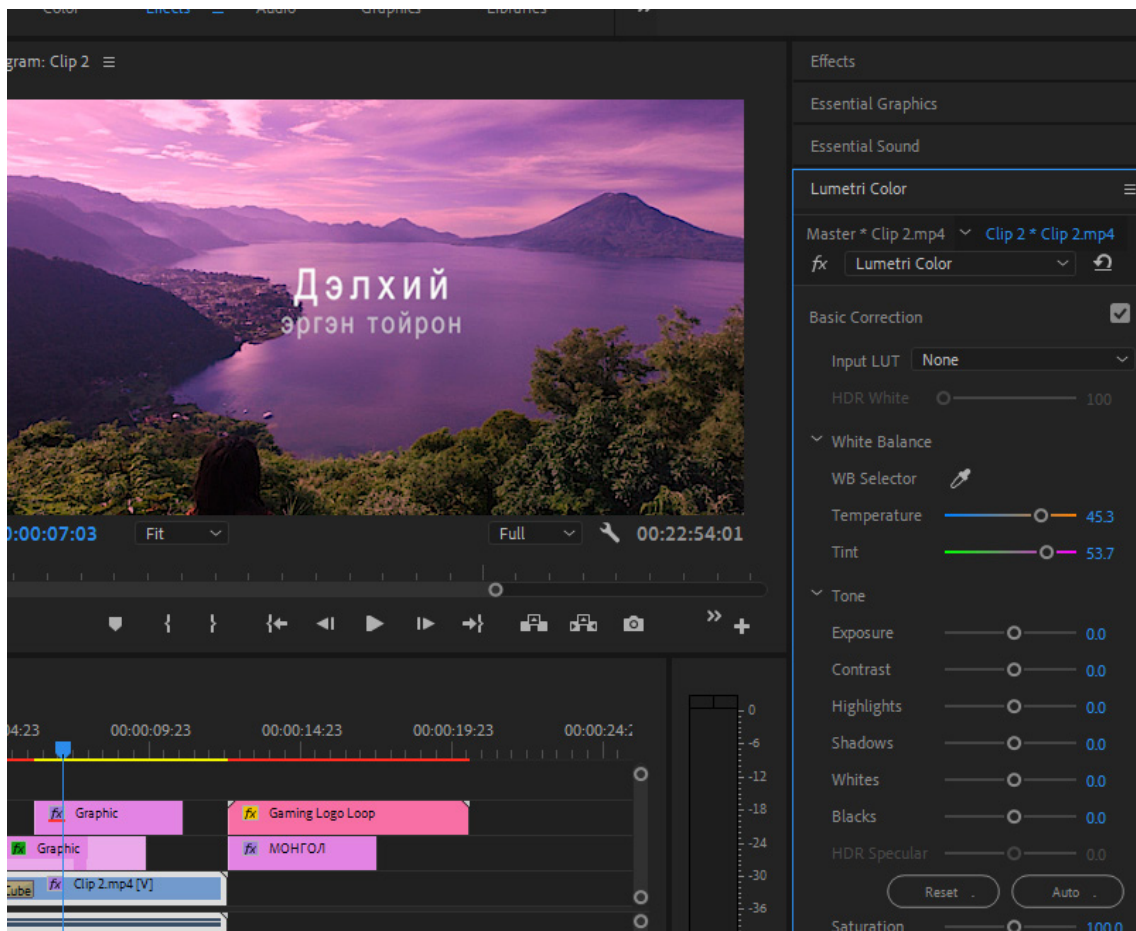 Color Effects Audio Graphics Libraries
gram: Clip 2
Дэлхий
эргэн тойрон
0:00:07:03 Fit Full 00:22:54:01
04:23 00:00:09:23 00:00:14:23 00:00:19:23 00:00:24:2
fx Graphic
fx Gaming Logo Loop
fx Graphic
fx МОНГОЛ
Cube
fx Clip 2.mp4 [V]
0
-6
-12
-18
-24
-30
-36
Effects
Essential Graphics
Essential Sound
Lumetri Color
Master * Clip 2.mp4 Clip 2 * Clip 2.mp4
fx Lumetri Color
Basic Correction
Input LUT None
HDR White 100
White Balance
WB Selector
Temperature 45.3
Tint 53.7
Tone
Exposure 0.0
Contrast 0.0
Highlights 0.0
Shadows 0.0
Whites 0.0
Blacks 0.0
HDR Specular 0.0
Reset . Auto .
Saturation 100.0